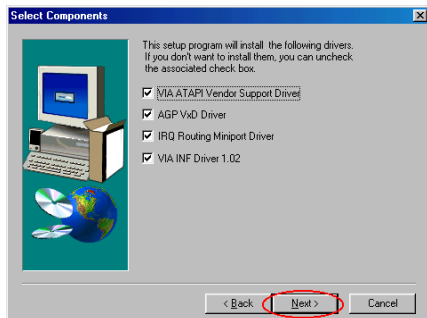 Select Components
This setup program will install the following drivers.
If you don't want to install them, you can uncheck
the associated check box.
VIA ATAPI Vendor Support Driver
AGP VxD Driver
IRQ Routing Miniport Driver
VIA INF Driver 1.02
< Back Next > Cancel